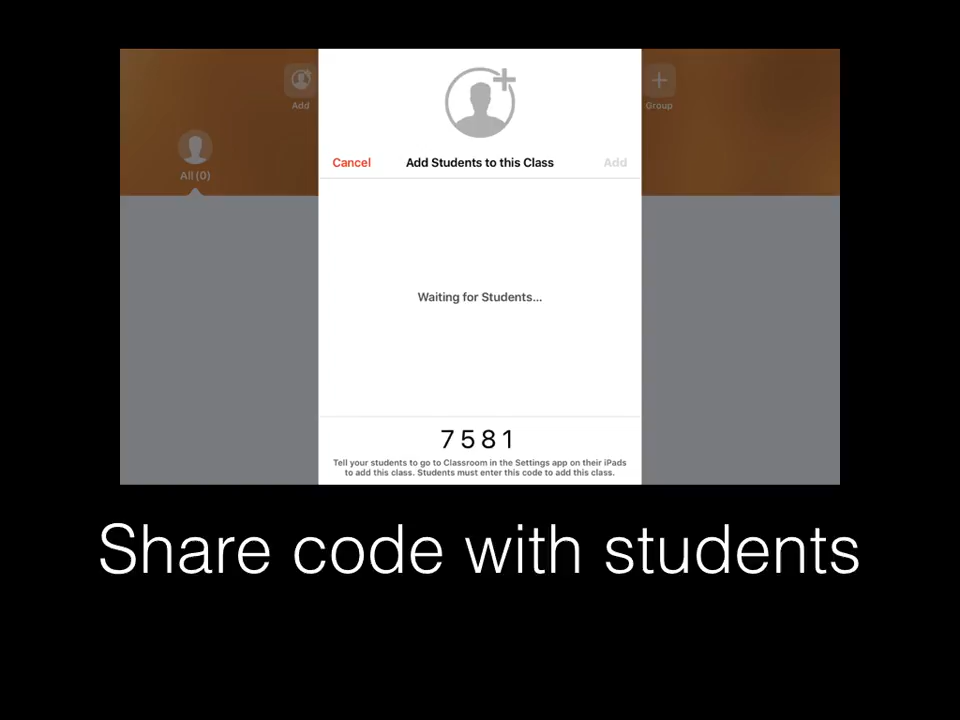 Add
Group
All (0)
Cancel
Add Students to this Class
Add
Waiting for Students...
7581
Tell your students to go to Classroom in the Settings app on their iPads
to add this class. Students must enter this code to add this class.
Share code with students